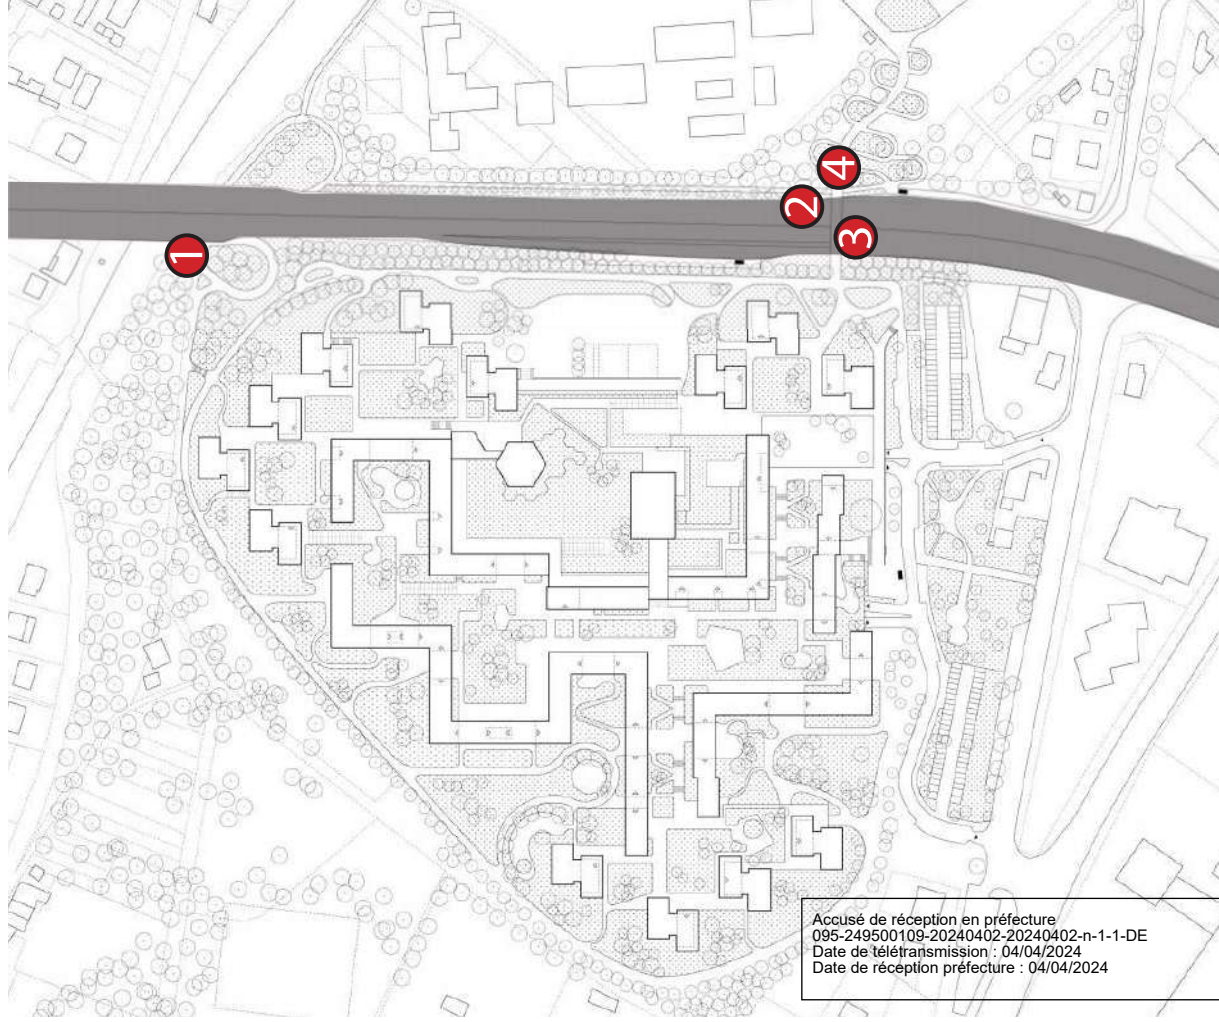 4
2
3
1
Accusé de réception en préfecture
095-249500109-20240402-20240402-n-1-1-DE
Date de télétransmission : 04/04/2024
Date de réception préfecture : 04/04/2024